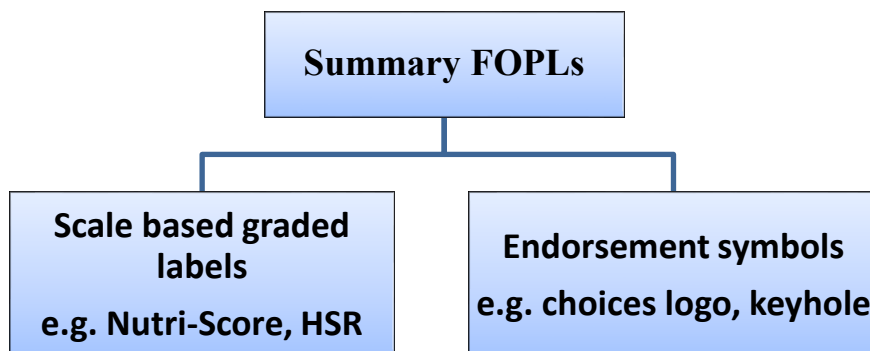 Summary FOPLs
Scale based graded
labels
e.g. Nutri-Score, HSR
Endorsement symbols
e.g. choices logo, keyhole